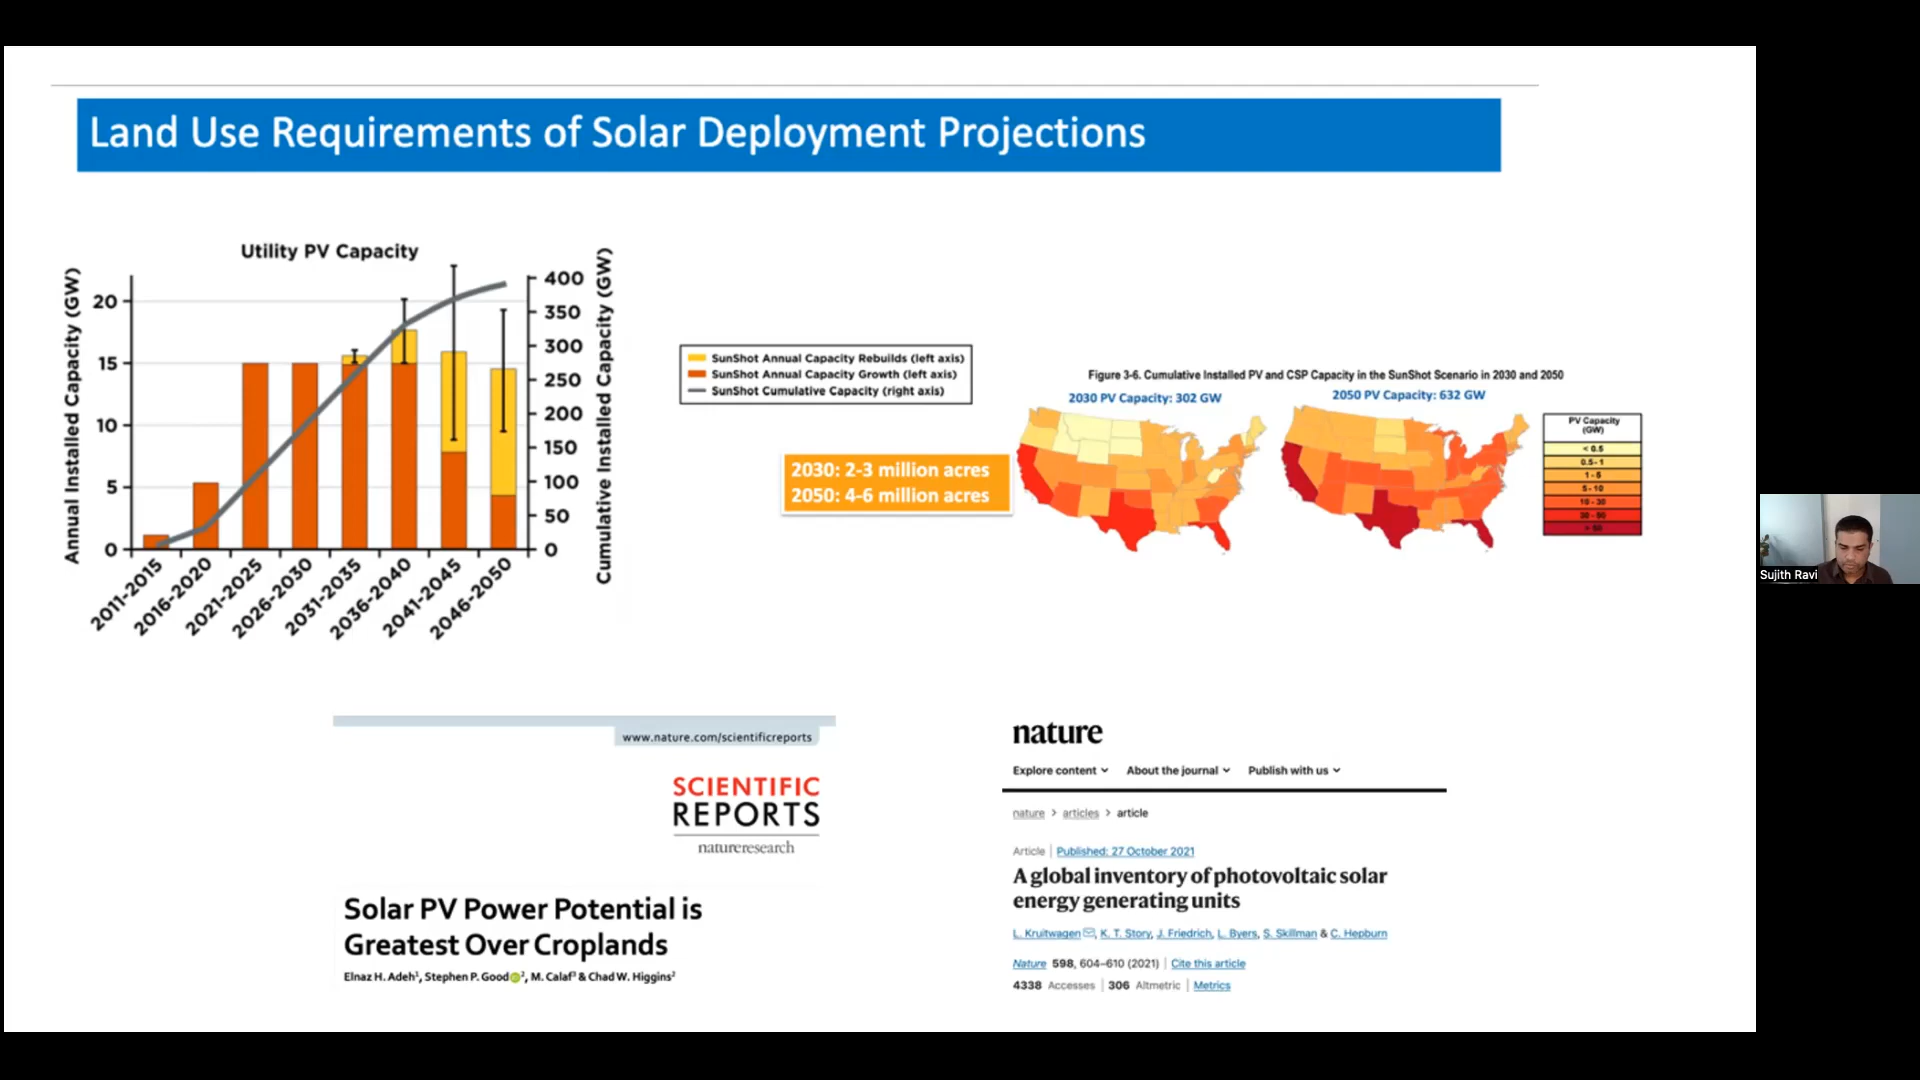 Land Use Requirements of Solar Deployment Projections
Utility PV Capacity
Annual Installed Capacity (GW)
20
15
10
5
0
400
350
300
250
200
150
100
50
0
Cumulative Installed Capacity (GW)
2011-2015
2016-2020
2021-2025
2026-2030
2031-2035
2036-2040
2041-2045
2046-2050
SunShot Annual Capacity Rebuilds (left axis)
SunShot Annual Capacity Growth (left axis)
SunShot Cumulative Capacity (right axis)
2030: 2-3 million acres
2050: 4-6 million acres
Figure 3-6. Cumulative Installed PV and CSP Capacity in the SunShot Scenario in 2030 and 2050
2030 PV Capacity: 302 GW
2050 PV Capacity: 632 GW
PV Capacity
(GW)
< 0.5
0.5 - 1
1 - 5
5 - 10
10 - 30
Sujith Ravi
www.nature.com/scientificreports
SCIENTIFIC
REPORTS
natureresearch
Solar PV Power Potential is
Greatest Over Croplands
Elnaz H. Adeh¹, Stephen P. Good², M. Calaf³ & Chad W. Higgins²
nature
Explore content
About the journal
Publish with us
nature > articles > article
Article | Published: 27 October 2021
A global inventory of photovoltaic solar
energy generating units
L. Kruitwagen, K. T. Story, J. Friedrich, L. Byers, S. Skillman & C. Hepburn
Nature 598, 604–610 (2021) | Cite this article
4338 Accesses | 306 Altmetric | Metrics